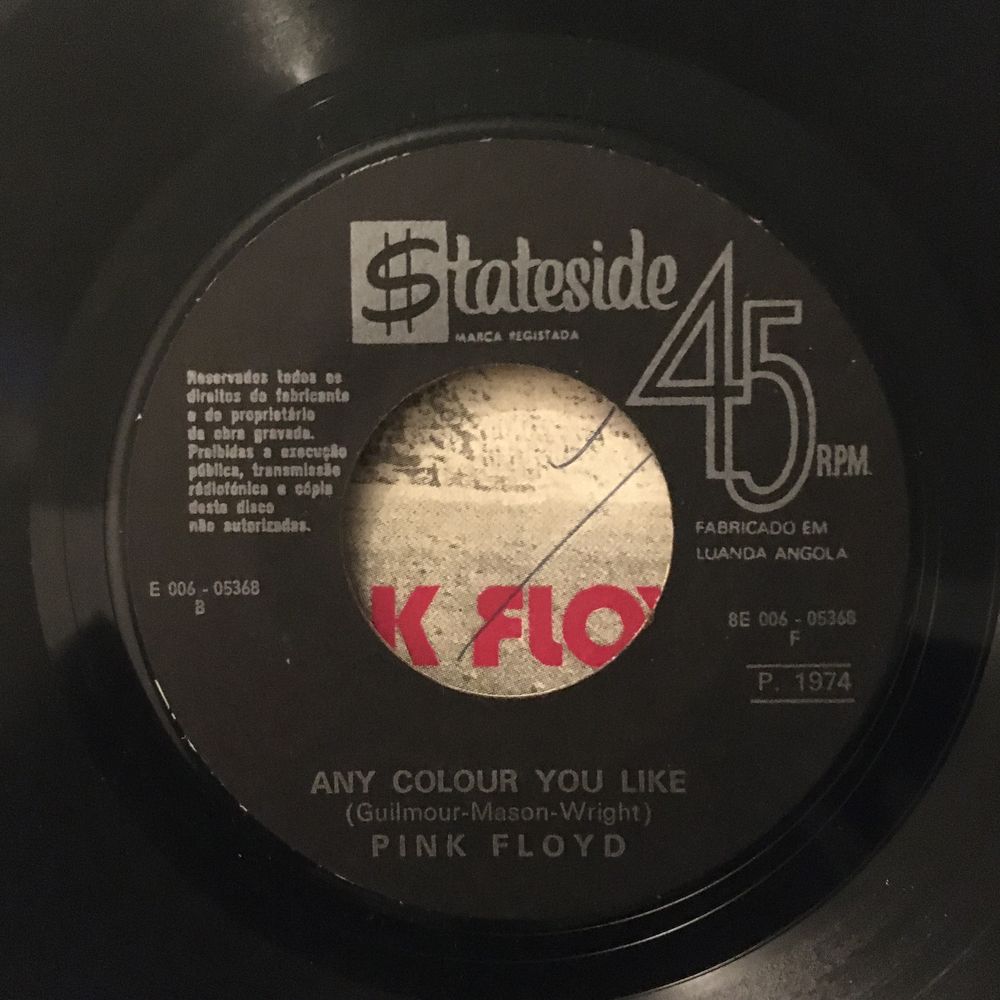 $tateside
MARCA REGISTADA
45
R.P.M.
Reservados todos os
direitos do fabricante
e do proprietário
da obra gravada.
Proibidas a execução
pública, transmissão
rádiofónica e cópia
deste disco
não autorizadas.
FABRICADO EM
LUANDA ANGOLA
E 006 - 05368
B
8E 006 - 05368
F
P. 1974
K FLOY
ANY COLOUR YOU LIKE
(Guilmour-Mason-Wright)
PINK FLOYD